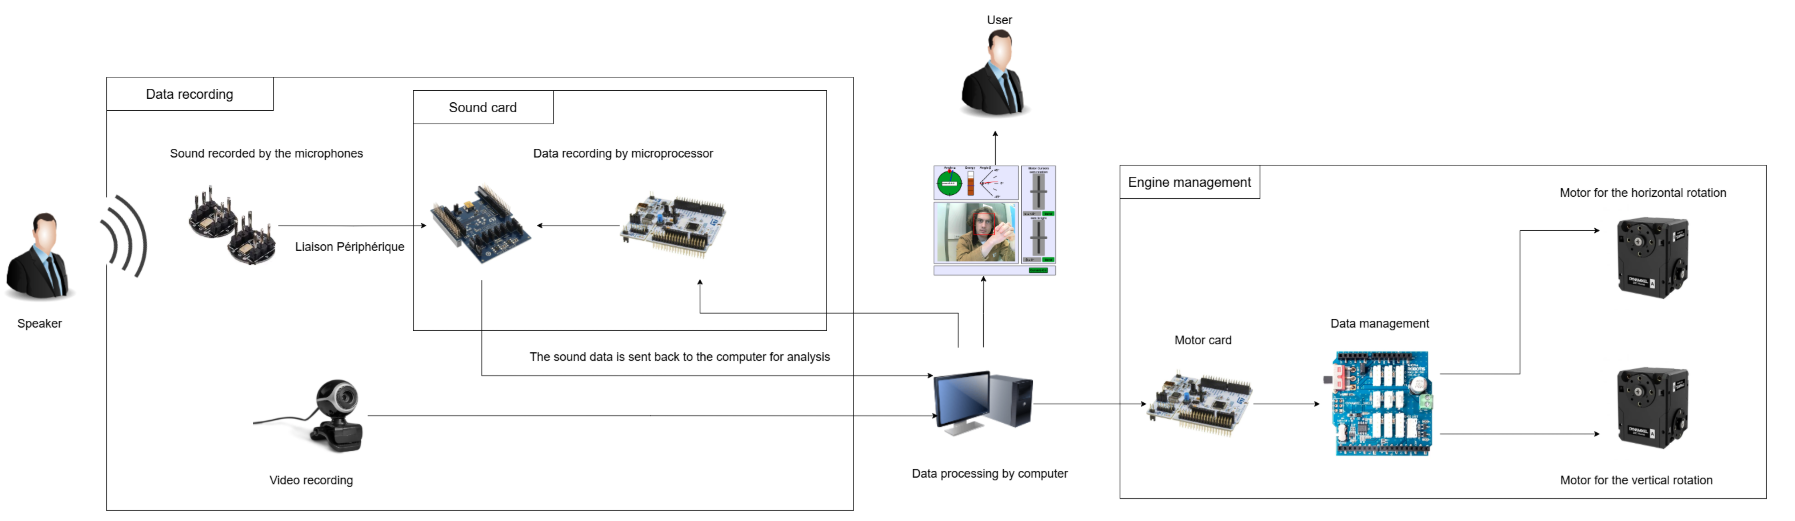 User
Data recording
Sound card
Sound recorded by the microphones
Data recording by microprocessor
Engine management
Motor for the horizontal rotation
Liaison Périphérique
Speaker
Data management
Motor card
The sound data is sent back to the computer for analysis
Data processing by computer
Video recording
Motor for the vertical rotation